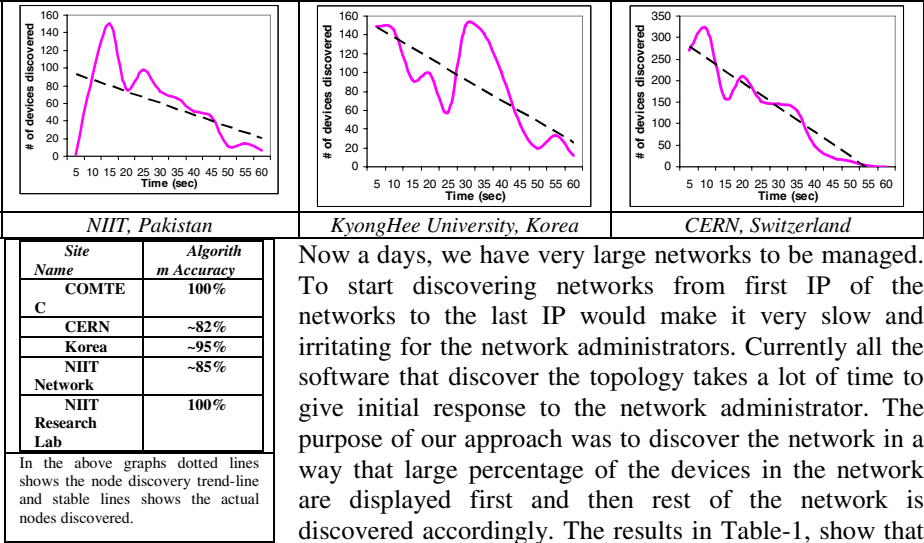 160
140
120
100
80
60
40
20
0
# of devices discovered
5 10 15 20 25 30 35 40 45 50 55 60
Time (sec)
160
140
120
100
80
60
40
20
0
# of devices discovered
5 10 15 20 25 30 35 40 45 50 55 60
Time (sec)
350
300
250
200
150
100
50
0
# of devices discovered
5 10 15 20 25 30 35 40 45 50 55 60
Time (sec)
NIIT, Pakistan
KyongHee University, Korea
CERN, Switzerland
Site Algorith
Name m Accuracy
COMTE 100%
C
CERN ~82%
Korea ~95%
NIIT ~85%
Network
NIIT 100%
Research
Lab
In the above graphs dotted lines
shows the node discovery trend-line
and stable lines shows the actual
nodes discovered.
Now a days, we have very large networks to be managed.
To start discovering networks from first IP of the
networks to the last IP would make it very slow and
irritating for the network administrators. Currently all the
software that discover the topology takes a lot of time to
give initial response to the network administrator. The
purpose of our approach was to discover the network in a
way that large percentage of the devices in the network
are displayed first and then rest of the network is
discovered accordingly. The results in Table-1, show that